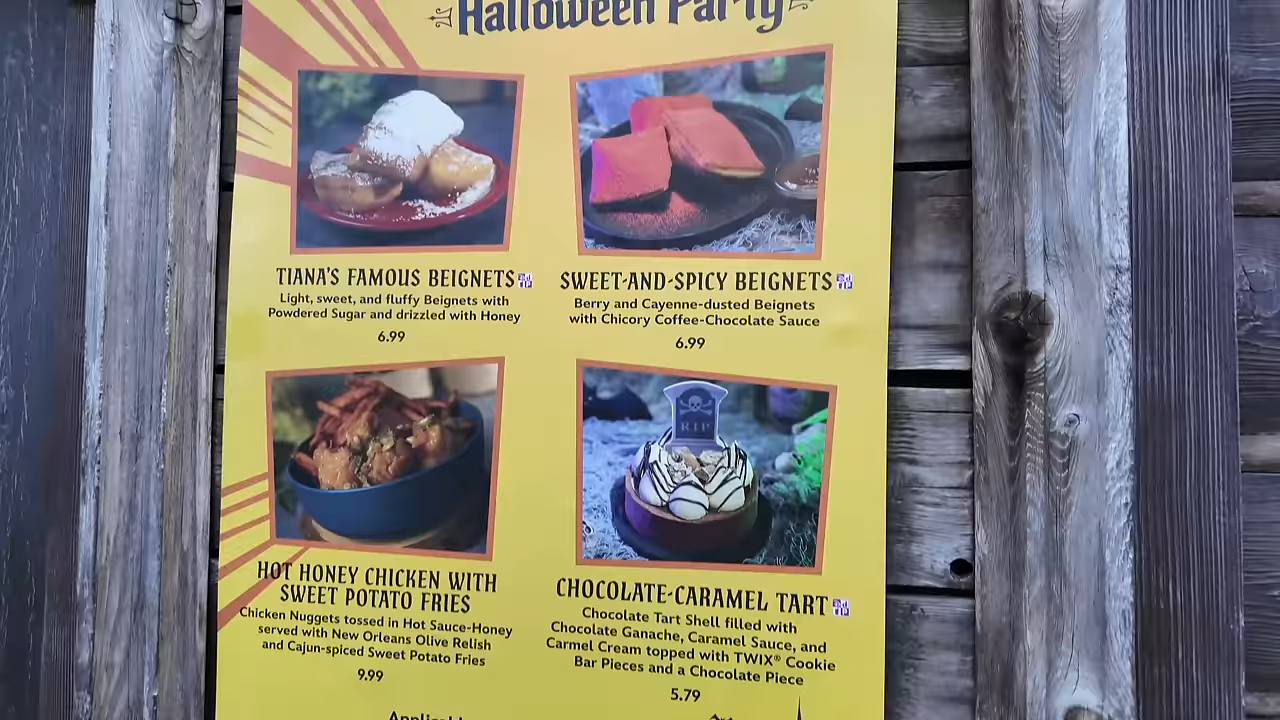 Halloween Party
TIANA'S FAMOUS BEIGNETS
Light, sweet, and fluffy Beignets with
Powdered Sugar and drizzled with Honey
6.99
SWEET-AND-SPICY BEIGNETS
Berry and Cayenne-dusted Beignets
with Chicory Coffee-Chocolate Sauce
6.99
HOT HONEY CHICKEN WITH
SWEET POTATO FRIES
Chicken Nuggets tossed in Hot Sauce-Honey
served with New Orleans Olive Relish
and Cajun-spiced Sweet Potato Fries
9.99
RIP
CHOCOLATE-CARAMEL TART
Chocolate Tart Shell filled with
Chocolate Ganache, Caramel Sauce, and
Carmel Cream topped with TWIX® Cookie
Bar Pieces and a Chocolate Piece
5.79